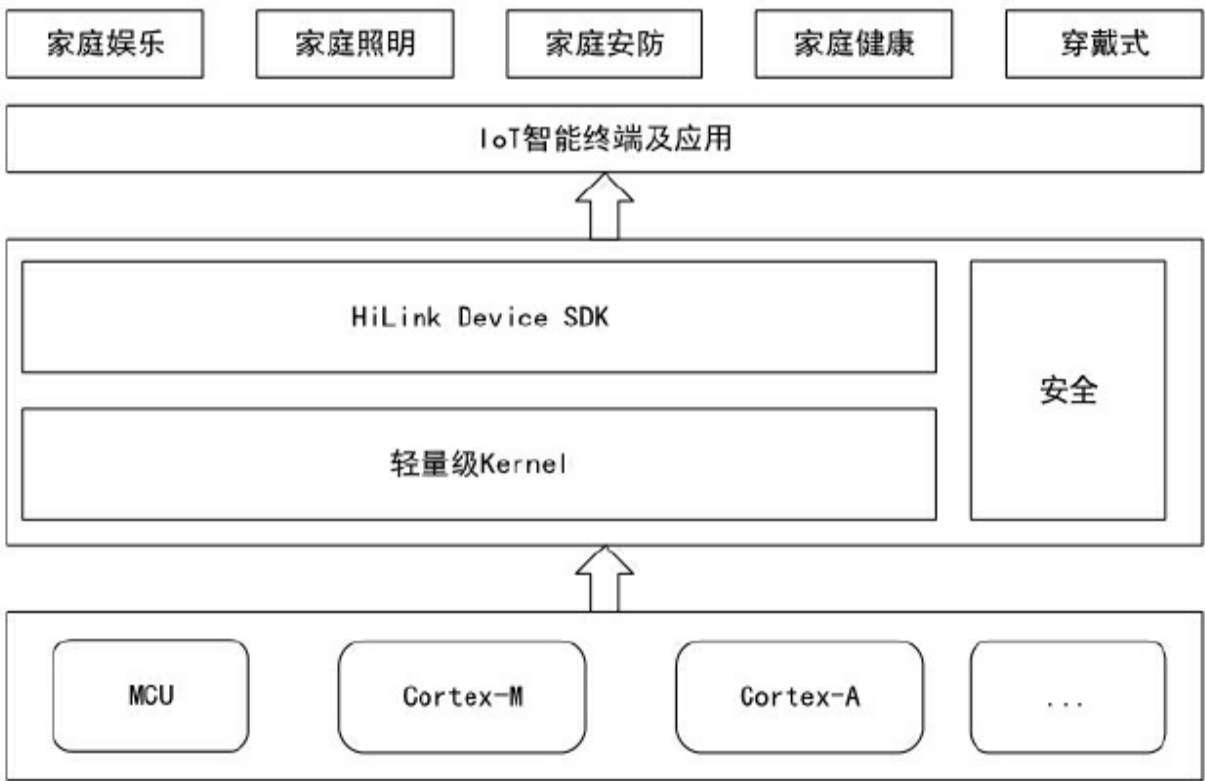 家庭娱乐 家庭照明 家庭安防 家庭健康 穿戴式
IoT智能终端及应用
HiLink Device SDK
安全
轻量级Kernel
MCU Cortex-M Cortex-A ...